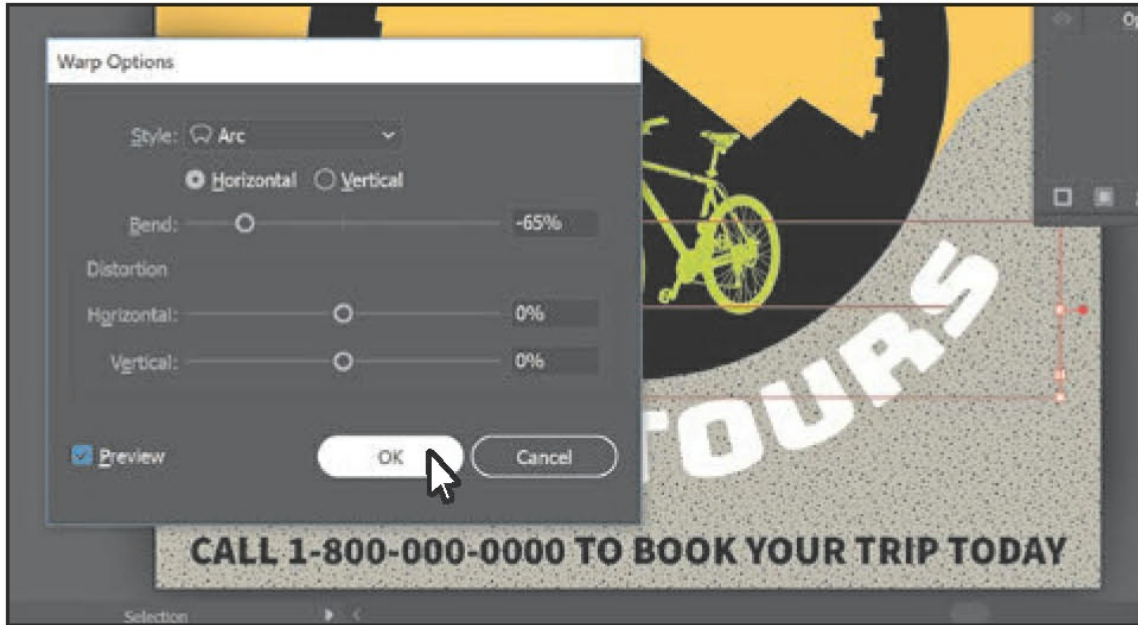 Warp Options
Style: Arc
Horizontal Vertical
Bend: -65%
Distortion
Horizontal: 0%
Vertical: 0%
Preview OK Cancel
TOURS
CALL 1-800-000-0000 TO BOOK YOUR TRIP TODAY
Selection